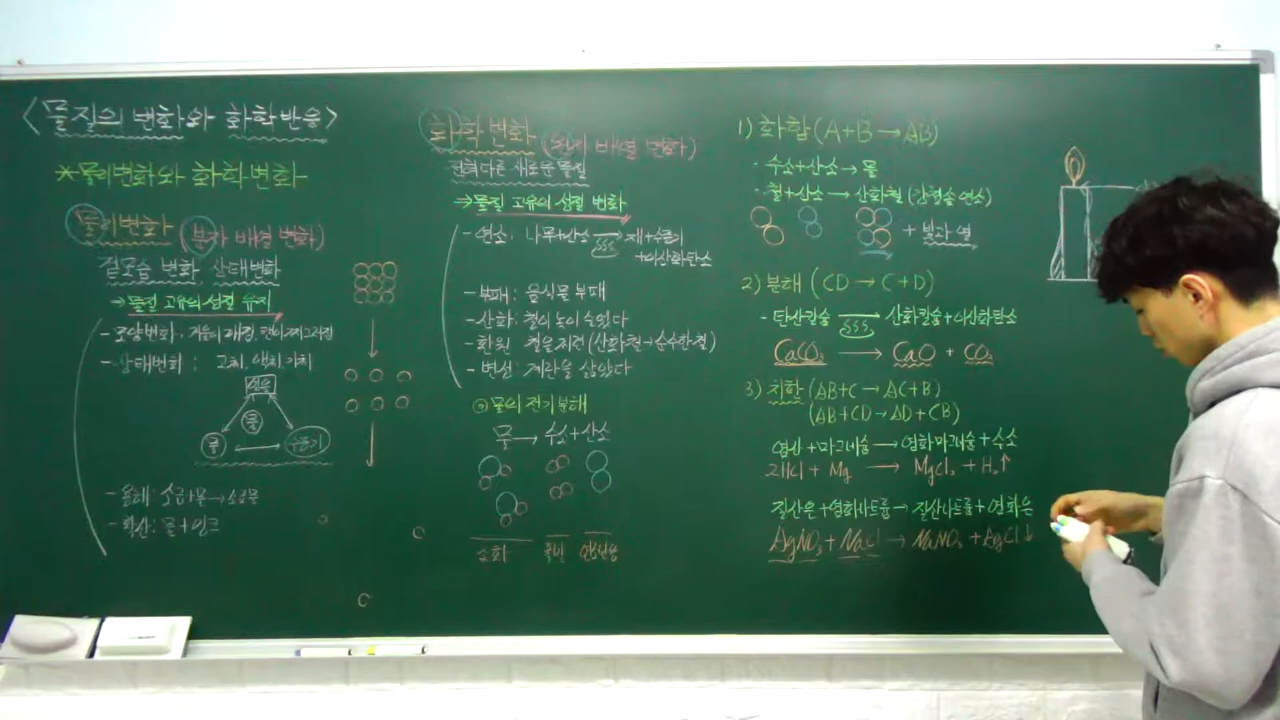 <물질의 변화와 화학반응>
*물리변화와 화학변화
물리변화 (분자 배열 변화)
겉모습 변화 상태변화
→물질 고유의 성질 유지
- 모양변화 :
- 상태변화 : 고체, 액체, 기체
얼음
물
수증기
- 용해 소금+물→소금물
- 확산: 물+잉크
화학 변화 (원자 배열 변화)
전혀 다른 새로운 물질
→물질 고유의 성질 변화
- 연소: 나무+산소 → 재+수증기
+이산화탄소
- 부패: 음식물 부패
- 산화: 철이 녹이 슬었다
- 환원 철을 제련 (산화철→순수한 철)
- 변성: 계란을 삶았다
물의 전기분해
물 → 수소+산소
1) 화합 (A+B → AB)
- 수소+산소 → 물
- 철+산소 → 산화철 (강철솜 연소)
+ 빛과 열
2) 분해 (CD → C+D)
- 탄산칼슘 → 산화칼슘+이산화탄소
CaCO₃ → CaO + CO₂
3) 치환 (AB+C → AC+B)
(AB+CD → AD+CB)
염산+마그네슘 → 염화마그네슘+수소
2HCl + Mg → MgCl₂ + H₂↑
질산은+염화나트륨 → 질산나트륨+염화은
AgNO₃ + NaCl → NaNO₃ + AgCl↓